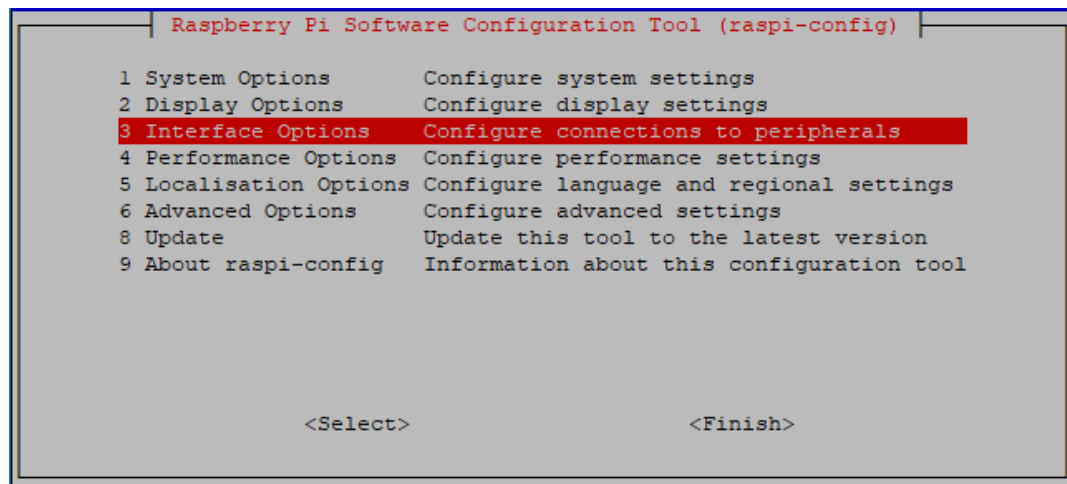 Raspberry Pi Software Configuration Tool (raspi-config)
1 System Options Configure system settings
2 Display Options Configure display settings
3 Interface Options Configure connections to peripherals
4 Performance Options Configure performance settings
5 Localisation Options Configure language and regional settings
6 Advanced Options Configure advanced settings
8 Update Update this tool to the latest version
9 About raspi-config Information about this configuration tool
<Select> <Finish>